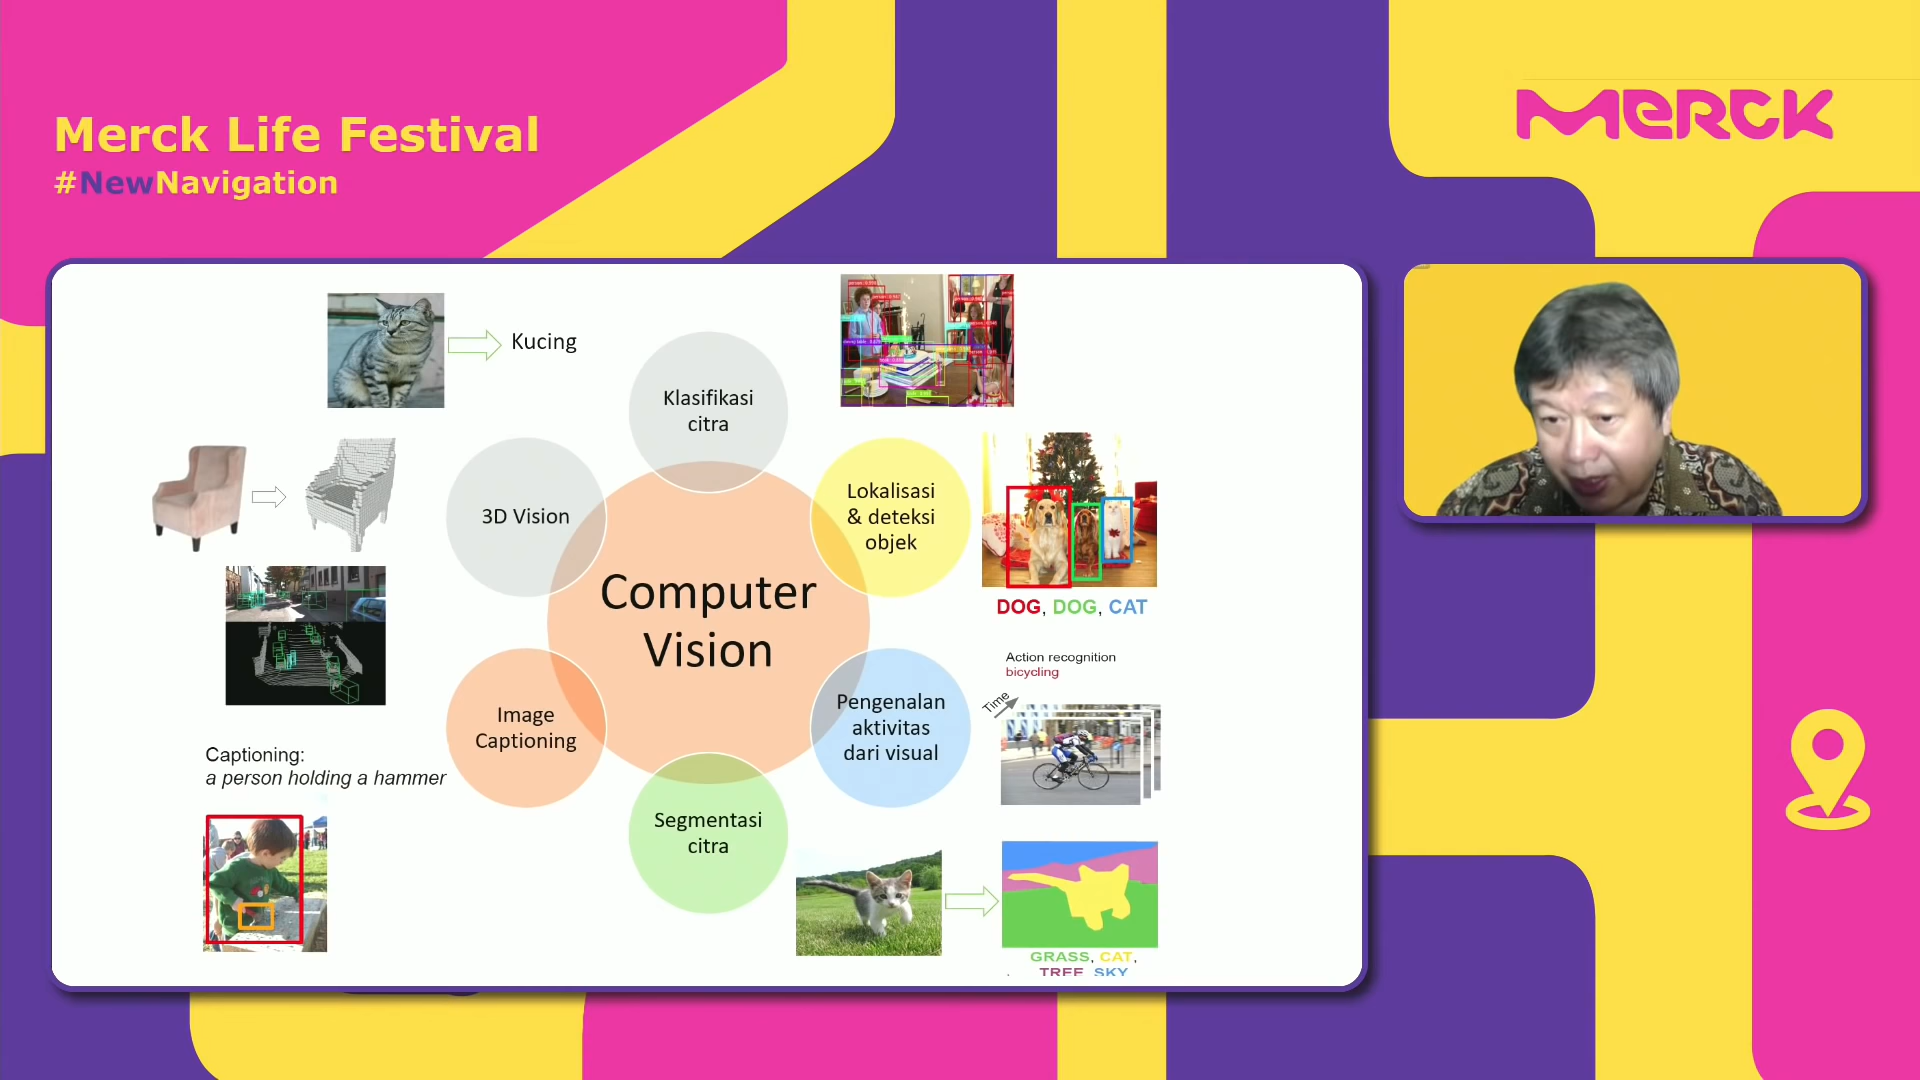 Merck Life Festival
#NewNavigation
MERCK
Kucing
Klasifikasi
citra
3D Vision
Lokalisasi
& deteksi
objek
DOG, DOG, CAT
Computer
Vision
Action recognition
bicycling
Time
Image
Captioning
Pengenalan
aktivitas
dari visual
Captioning:
a person holding a hammer
Segmentasi
citra
GRASS, CAT,
TREE, SKY